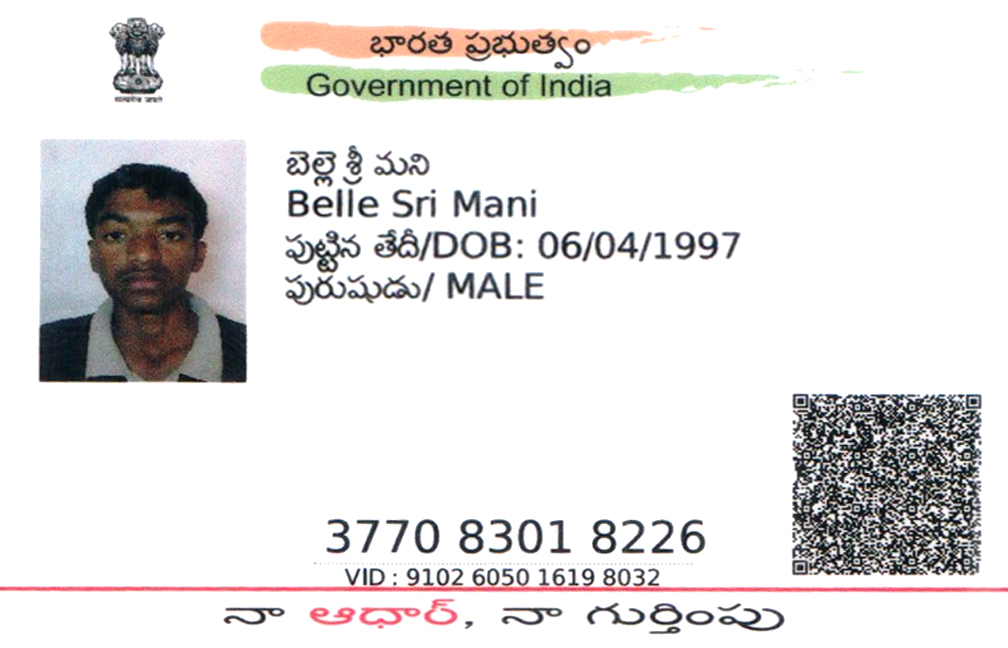 सत्यमेव जयते
భారత ప్రభుత్వం
Government of India
బెల్లె శ్రీ మని
Belle Sri Mani
పుట్టిన తేదీ/DOB: 06/04/1997
పురుషుడు/ MALE
3770 8301 8226
VID : 9102 6050 1619 8032
నా ఆధార్, నా గుర్తింపు